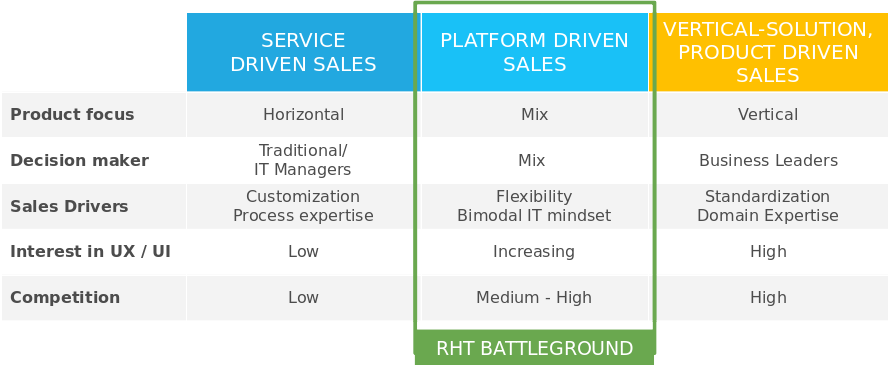 SERVICE
DRIVEN SALES
PLATFORM DRIVEN
SALES
VERTICAL-SOLUTION,
PRODUCT DRIVEN
SALES
Product focus
Horizontal
Mix
Vertical
Decision maker
Traditional/
IT Managers
Mix
Business Leaders
Sales Drivers
Customization
Process expertise
Flexibility
Bimodal IT mindset
Standardization
Domain Expertise
Interest in UX / UI
Low
Increasing
High
Competition
Low
Medium - High
High
RHT BATTLEGROUND